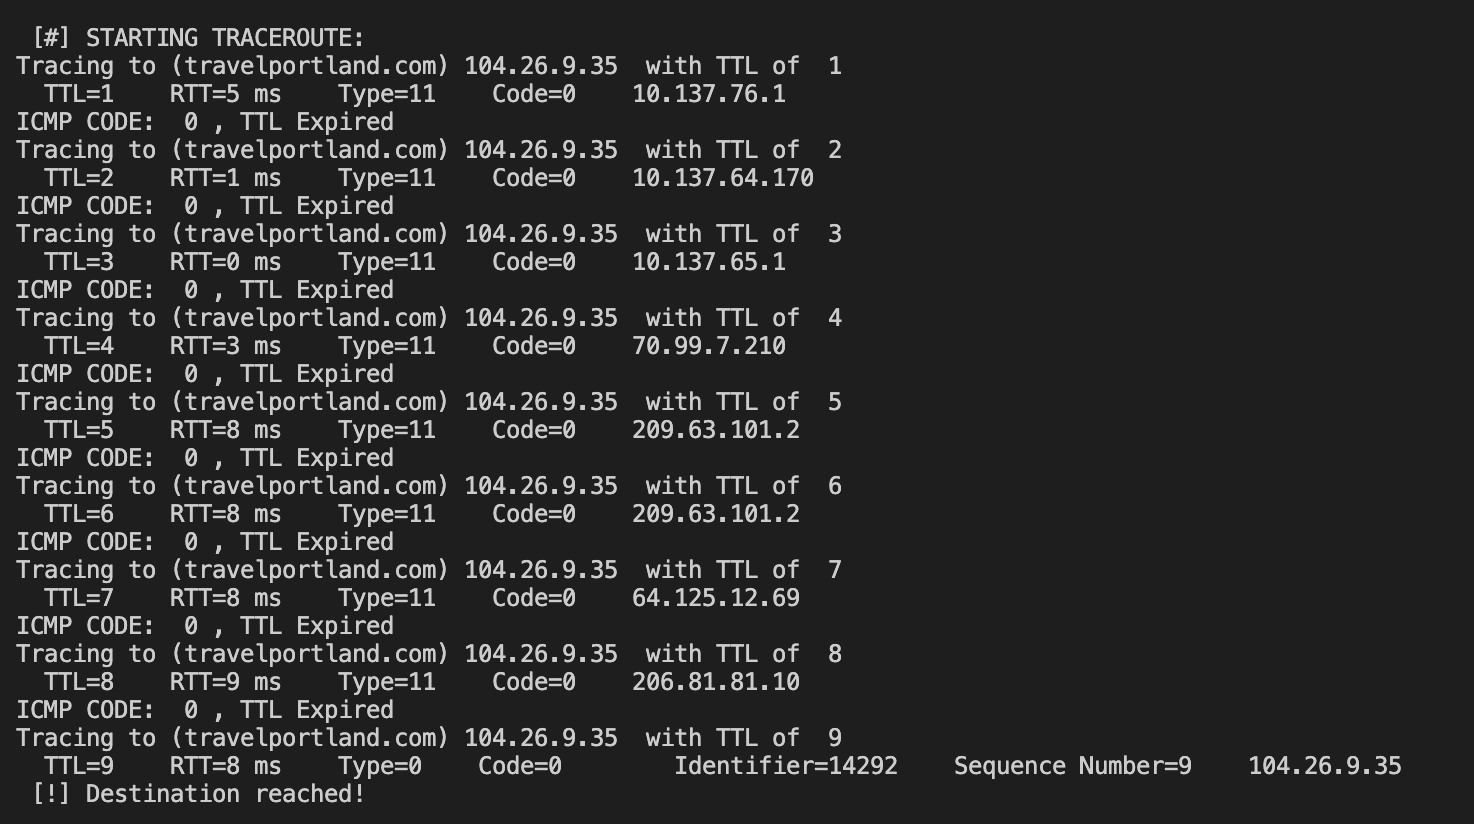 [#] STARTING TRACEROUTE:
Tracing to (travelportland.com) 104.26.9.35  with TTL of  1
  TTL=1    RTT=5 ms    Type=11    Code=0    10.137.76.1
ICMP CODE:  0 , TTL Expired
Tracing to (travelportland.com) 104.26.9.35  with TTL of  2
  TTL=2    RTT=1 ms    Type=11    Code=0    10.137.64.170
ICMP CODE:  0 , TTL Expired
Tracing to (travelportland.com) 104.26.9.35  with TTL of  3
  TTL=3    RTT=0 ms    Type=11    Code=0    10.137.65.1
ICMP CODE:  0 , TTL Expired
Tracing to (travelportland.com) 104.26.9.35  with TTL of  4
  TTL=4    RTT=3 ms    Type=11    Code=0    70.99.7.210
ICMP CODE:  0 , TTL Expired
Tracing to (travelportland.com) 104.26.9.35  with TTL of  5
  TTL=5    RTT=8 ms    Type=11    Code=0    209.63.101.2
ICMP CODE:  0 , TTL Expired
Tracing to (travelportland.com) 104.26.9.35  with TTL of  6
  TTL=6    RTT=8 ms    Type=11    Code=0    209.63.101.2
ICMP CODE:  0 , TTL Expired
Tracing to (travelportland.com) 104.26.9.35  with TTL of  7
  TTL=7    RTT=8 ms    Type=11    Code=0    64.125.12.69
ICMP CODE:  0 , TTL Expired
Tracing to (travelportland.com) 104.26.9.35  with TTL of  8
  TTL=8    RTT=9 ms    Type=11    Code=0    206.81.81.10
ICMP CODE:  0 , TTL Expired
Tracing to (travelportland.com) 104.26.9.35  with TTL of  9
  TTL=9    RTT=8 ms    Type=0    Code=0        Identifier=14292    Sequence Number=9    104.26.9.35
 [!] Destination reached!